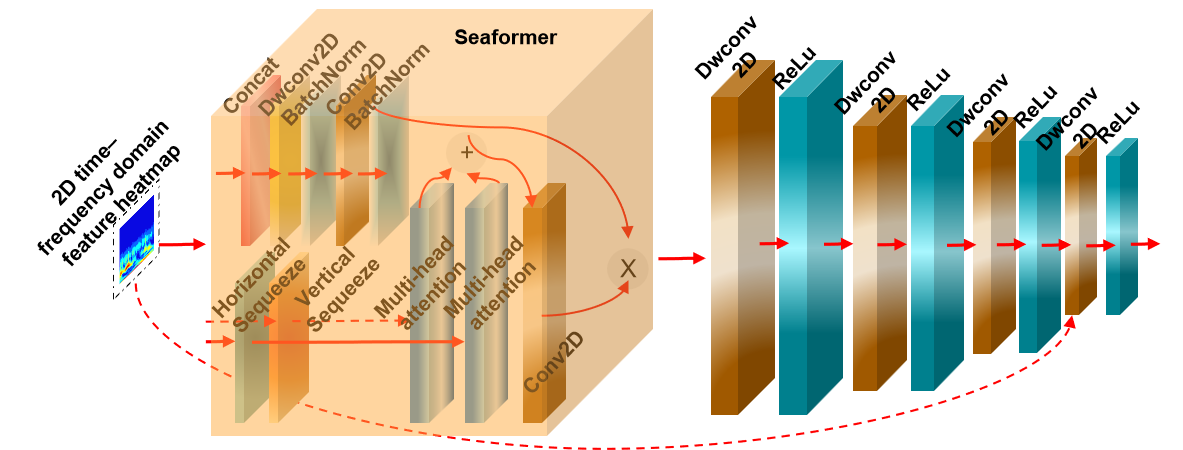 Seaformer
2D time–
frequency domain
feature heatmap
Concat
Dwconv2D
BatchNorm
Conv2D
BatchNorm
+
Horizontal
Sequeeze
Vertical
Sequeeze
Multi-head
attention
Multi-head
attention
Conv2D
X
Dwconv
2D
ReLu
Dwconv
2D
ReLu
Dwconv
2D
ReLu
Dwconv
2D
ReLu